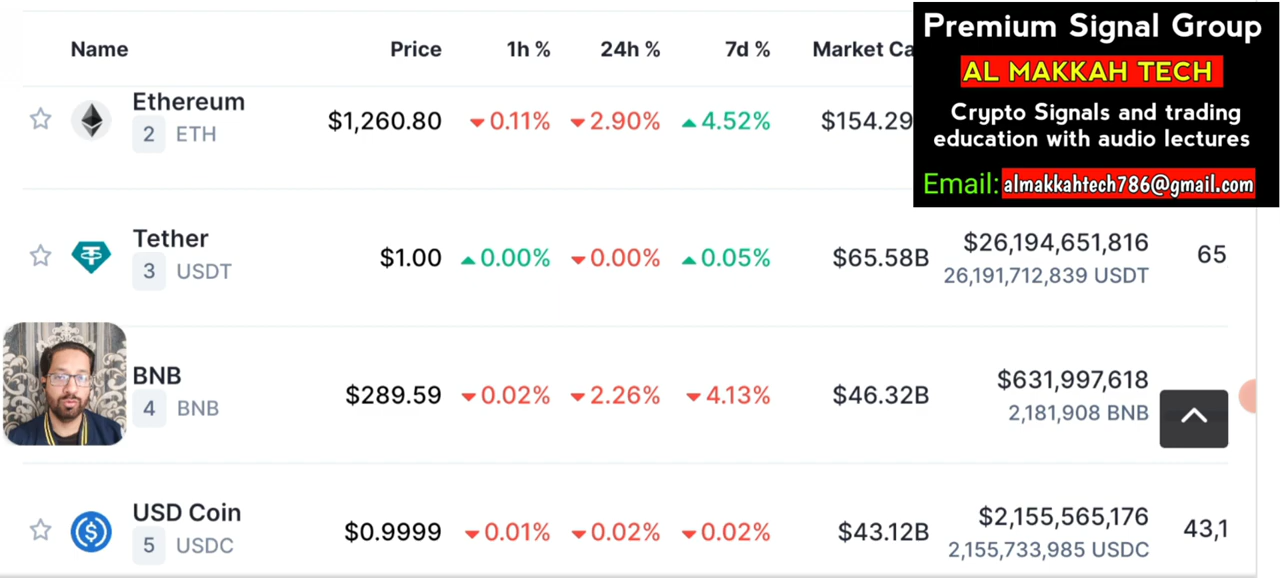 Name Price 1h % 24h % 7d % Market Ca
Premium Signal Group
AL MAKKAH TECH
Crypto Signals and trading
education with audio lectures
Email: almakkahtech786@gmail.com
Ethereum
2 ETH
$1,260.80 0.11% 2.90% 4.52% $154.29
Tether
3 USDT
$1.00 0.00% 0.00% 0.05% $65.58B $26,194,651,816 65
26,191,712,839 USDT
BNB
4 BNB
$289.59 0.02% 2.26% 4.13% $46.32B $631,997,618
2,181,908 BNB
USD Coin
5 USDC
$0.9999 0.01% 0.02% 0.02% $43.12B $2,155,565,176 43,1
2,155,733,985 USDC